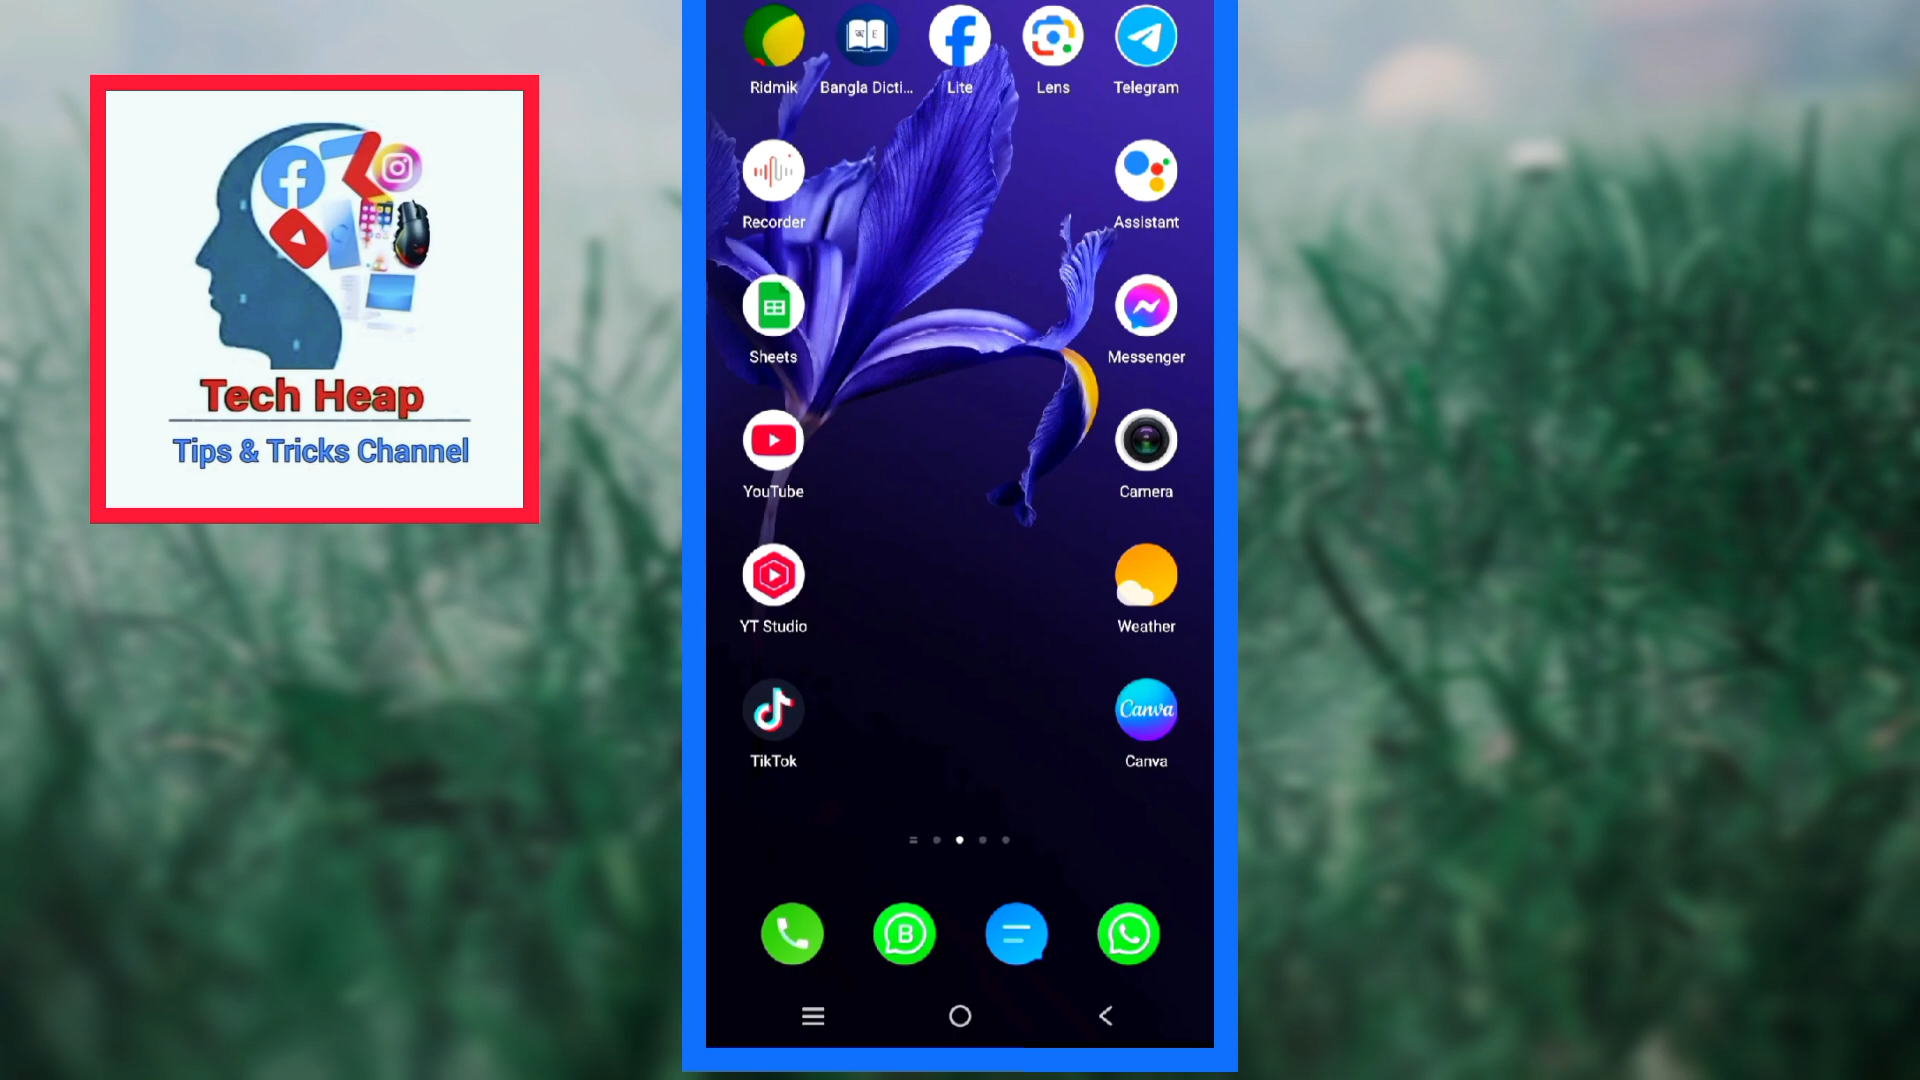 Ridmik
Bangla Dicti...
Lite
Lens
Telegram
Recorder
Assistant
Sheets
Messenger
YouTube
Camera
YT Studio
Weather
TikTok
Canva
Canva
B
Tech Heap
Tips & Tricks Channel